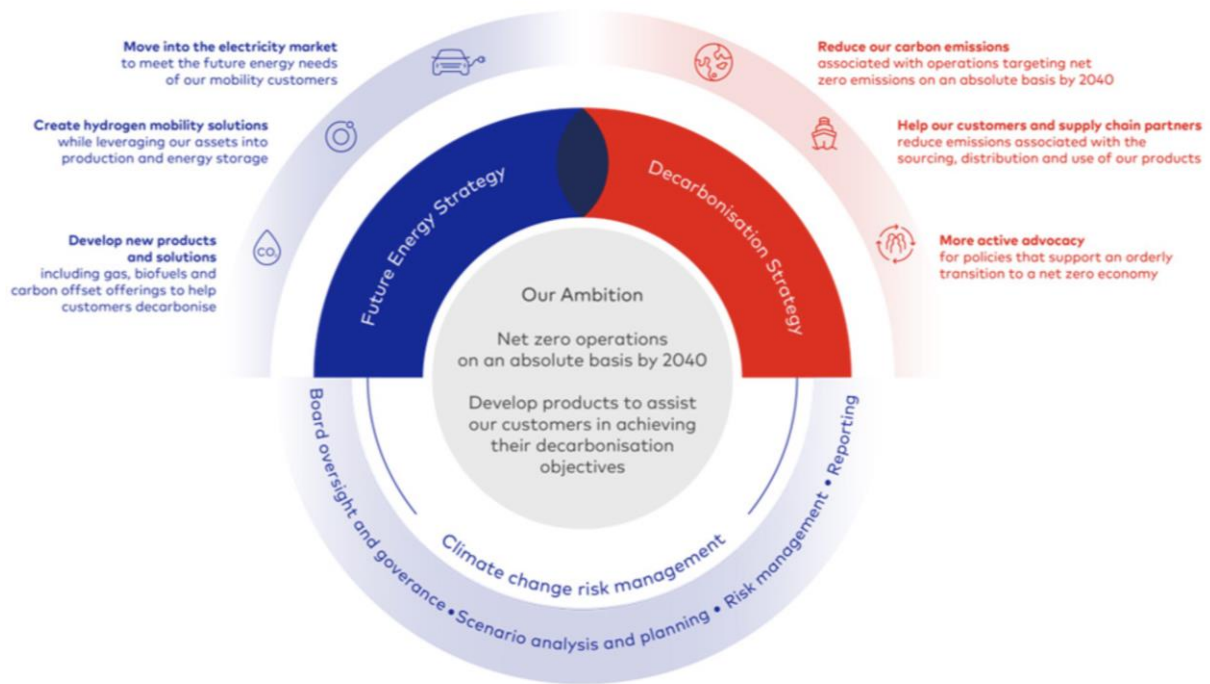 Move into the electricity market
to meet the future energy needs
of our mobility customers
Create hydrogen mobility solutions
while leveraging our assets into
production and energy storage
Develop new products
and solutions
including gas, biofuels and
carbon offset offerings to help
customers decarbonise
CO₂
Future Energy Strategy
Decarbonisation Strategy
Reduce our carbon emissions
associated with operations targeting net
zero emissions on an absolute basis by 2040
Help our customers and supply chain partners
reduce emissions associated with the
sourcing, distribution and use of our products
More active advocacy
for policies that support an orderly
transition to a net zero economy
Our Ambition
Net zero operations
on an absolute basis by 2040
Develop products to assist
our customers in achieving
their decarbonisation
objectives
Climate change risk management
Board oversight and goverance • Scenario analysis and planning • Risk management • Reporting